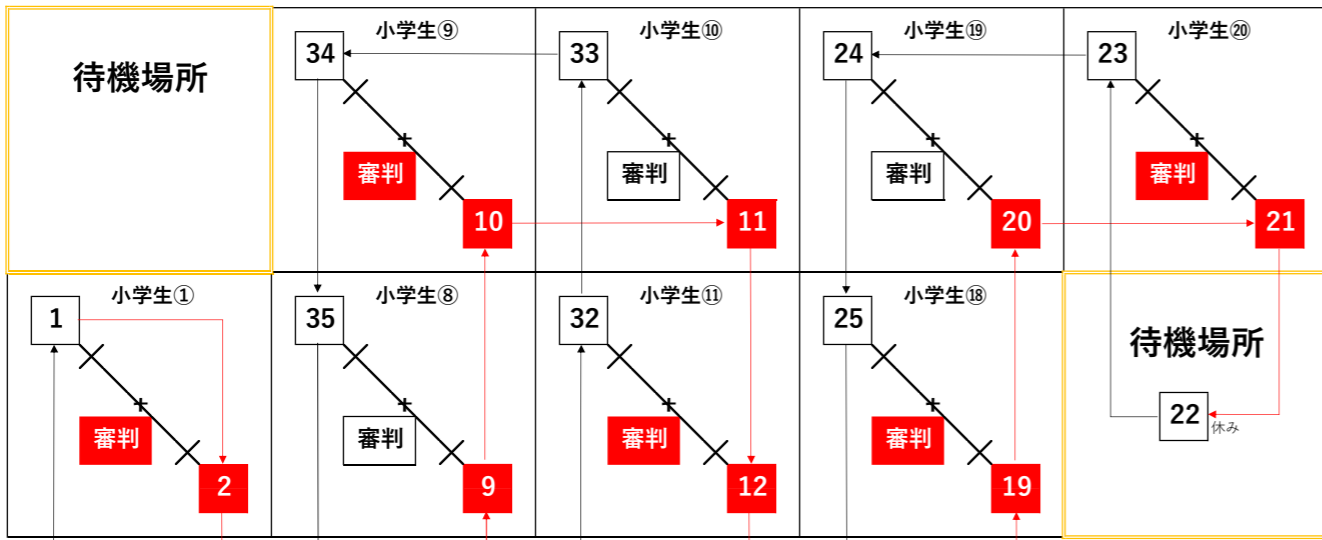 待機場所
小学生⑨
34
審判
10
小学生⑩
33
審判
11
小学生⑲
24
審判
20
小学生⑳
23
審判
21
小学生①
1
審判
2
小学生⑧
35
審判
9
小学生⑪
32
審判
12
小学生⑱
25
審判
19
待機場所
22
休み